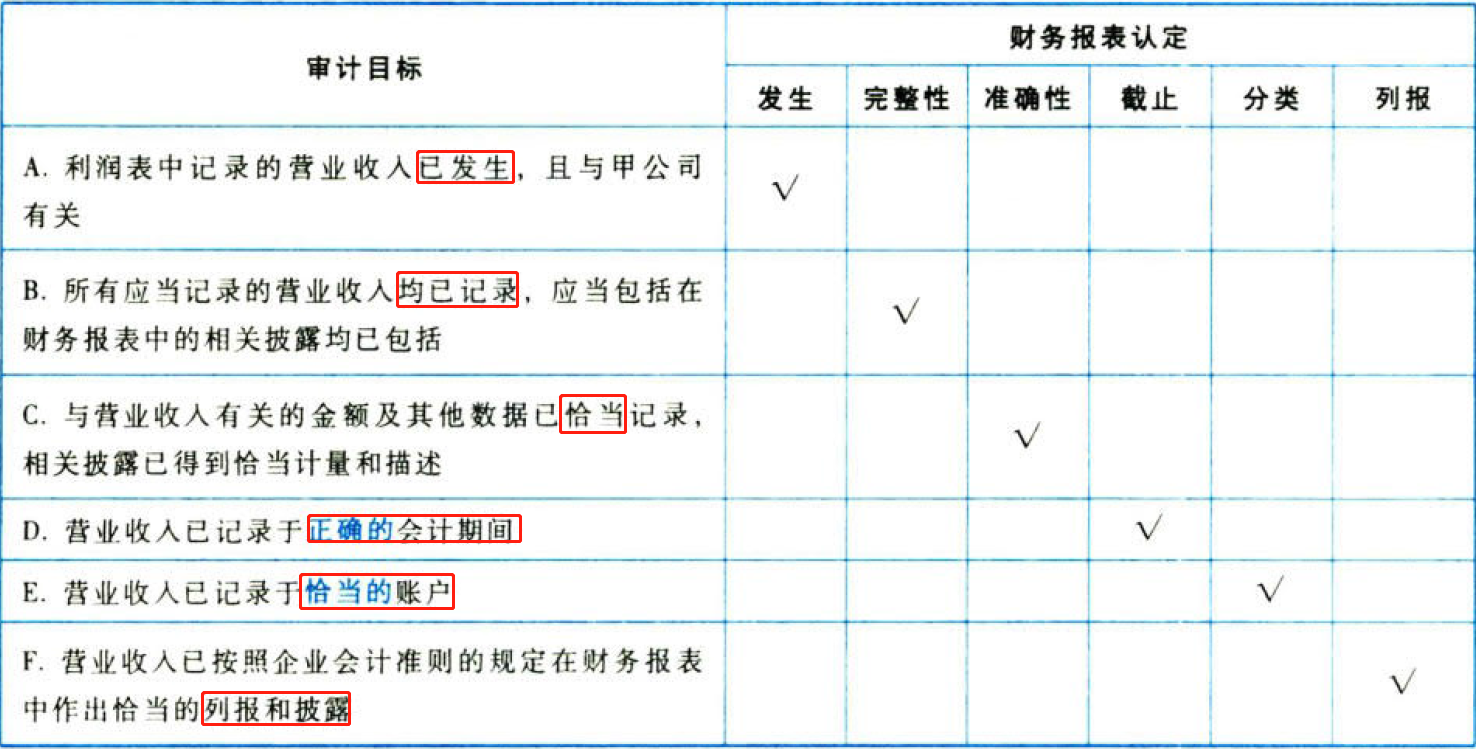 审计目标
财务报表认定
发生 完整性 准确性 截止 分类 列报
A. 利润表中记录的营业收入已发生，且与甲公司
有关
√
B. 所有应当记录的营业收入均已记录，应当包括在
财务报表中的相关披露均已包括
√
C. 与营业收入有关的金额及其他数据已恰当记录，
相关披露已得到恰当计量和描述
√
D. 营业收入已记录于正确的会计期间
√
E. 营业收入已记录于恰当的账户
√
F. 营业收入已按照企业会计准则的规定在财务报表
中作出恰当的列报和披露
√